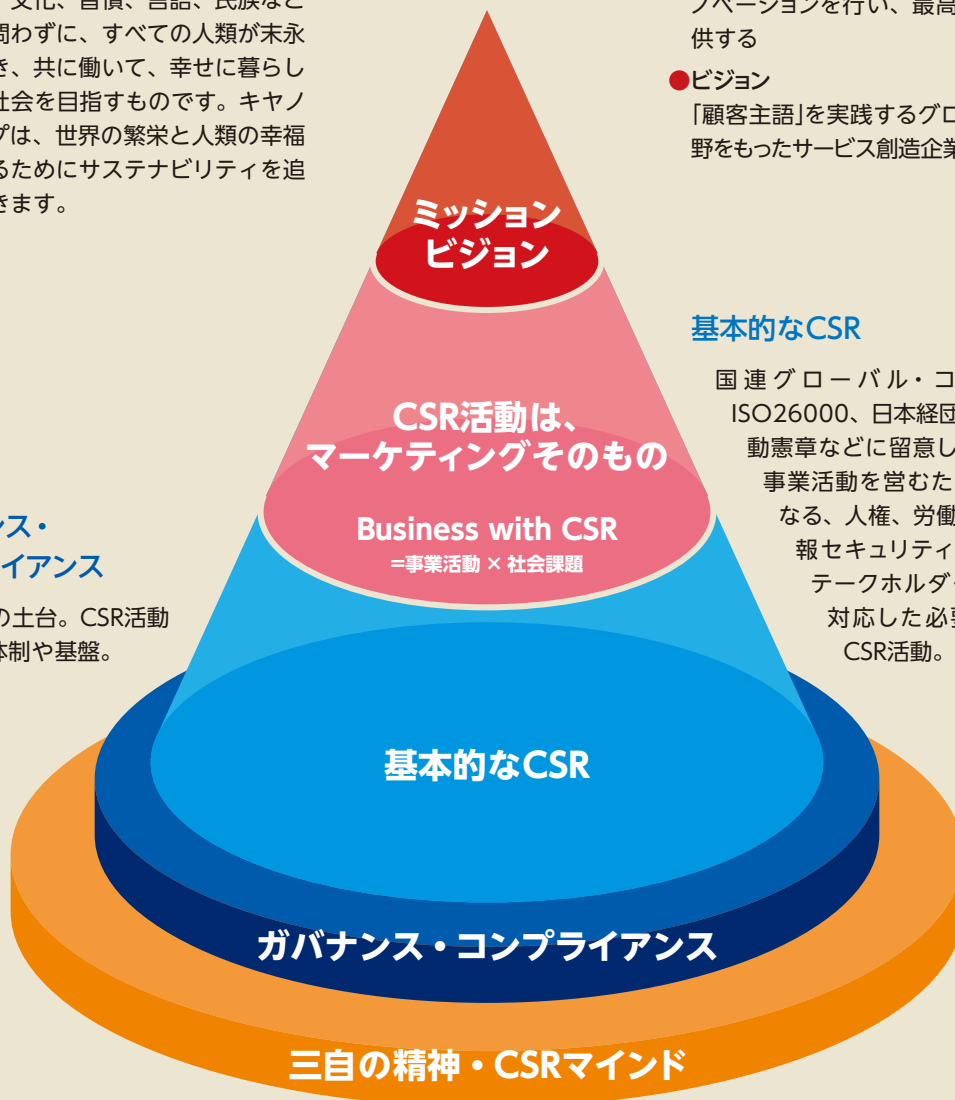 文化、習慣、言語、民族など
問わずに、すべての人類が末永
き、共に働いて、幸せに暮らし
社会を目指すものです。キヤノ
プは、世界の繁栄と人類の幸福
るためにサステナビリティを追
きます。
ノベーションを行い、最高
供する
●ビジョン
「顧客主語」を実践するグロ
野をもったサービス創造企業
ミッション
ビジョン
基本的なCSR
国連グローバル・コ
ISO26000、日本経団
動憲章などに留意し
事業活動を営むた
なる、人権、労働
報セキュリティ
テークホルダ
対応した必要
CSR活動。
CSR活動は、
マーケティングそのもの
Business with CSR
=事業活動 × 社会課題
ンス・
イアンス
の土台。CSR活動
体制や基盤。
基本的なCSR
ガバナンス・コンプライアンス
三自の精神・CSRマインド